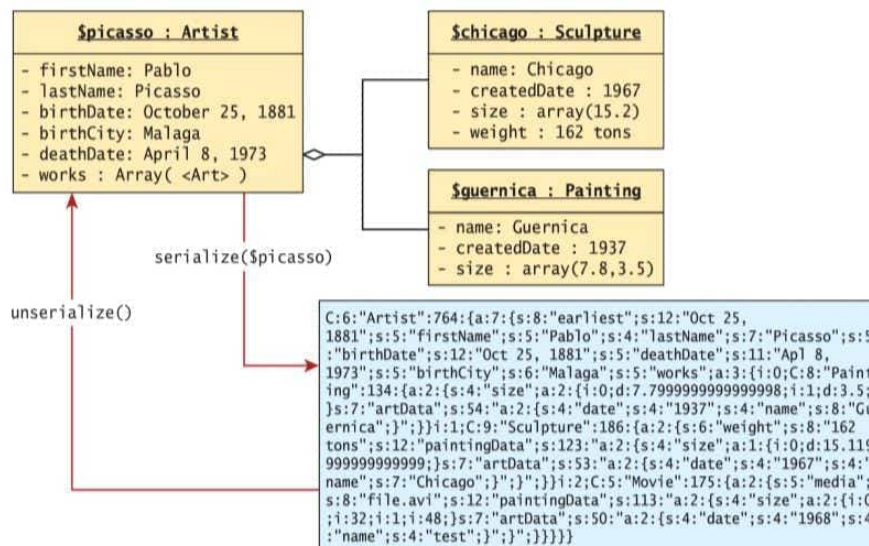 $picasso : Artist
- firstName: Pablo
- lastName: Picasso
- birthDate: October 25, 1881
- birthCity: Malaga
- deathDate: April 8, 1973
- works : Array( <Art> )
$chicago : Sculpture
- name: Chicago
- createdDate : 1967
- size : array(15.2)
- weight : 162 tons
$guernica : Painting
- name: Guernica
- createdDate : 1937
- size : array(7.8,3.5)
serialize($picasso)
unserialize()
C:6:"Artist":764:{a:7:{s:8:"earliest";s:12:"Oct 25,
1881";s:5:"firstName";s:5:"Pablo";s:4:"lastName";s:7:"Picasso";s:5
:"birthDate";s:12:"Oct 25, 1881";s:5:"deathDate";s:11:"Apl 8,
1973";s:5:"birthCity";s:6:"Malaga";s:5:"works";a:3:{i:0;C:8:"Paint
ing":134:{a:2:{s:4:"size";a:2:{i:0;d:7.7999999999999998;i:1;d:3.5;
}s:7:"artData";s:54:"a:2:{s:4:"date";s:4:"1937";s:4:"name";s:8:"Gu
ernica";}";}}i:1;C:9:"Sculpture":186:{a:2:{s:6:"weight";s:8:"162
tons";s:12:"paintingData";s:123:"a:2:{s:4:"size";a:1:{i:0;d:15.119
999999999999;}s:7:"artData";s:53:"a:2:{s:4:"date";s:4:"1967";s:4:"
name";s:7:"Chicago";}";}";}}i:2;C:5:"Movie":175:{a:2:{s:5:"media";
s:8:"file.avi";s:12:"paintingData";s:113:"a:2:{s:4:"size";a:2:{i:0
;i:32;i:1;i:48;}s:7:"artData";s:50:"a:2:{s:4:"date";s:4:"1968";s:4
:"name";s:4:"test";}";}";}}}}}